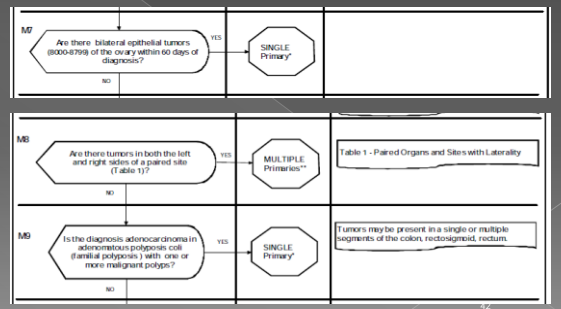 M7
Are there bilateral epithelial tumors
(8000-8799) of the ovary within 60 days of
diagnosis?
YES
SINGLE
Primary*
NO
M8
Are there tumors in both the left
and right sides of a paired site
(Table 1)?
YES
MULTIPLE
Primaries**
Table 1 - Paired Organs and Sites with Laterality
NO
M9
Is the diagnosis adenocarcinoma in
adenomatous polyposis coli
(familial polyposis ) with one or
more malignant polyps?
YES
SINGLE
Primary*
Tumors may be present in a single or multiple
segments of the colon, rectosigmoid, rectum.
NO